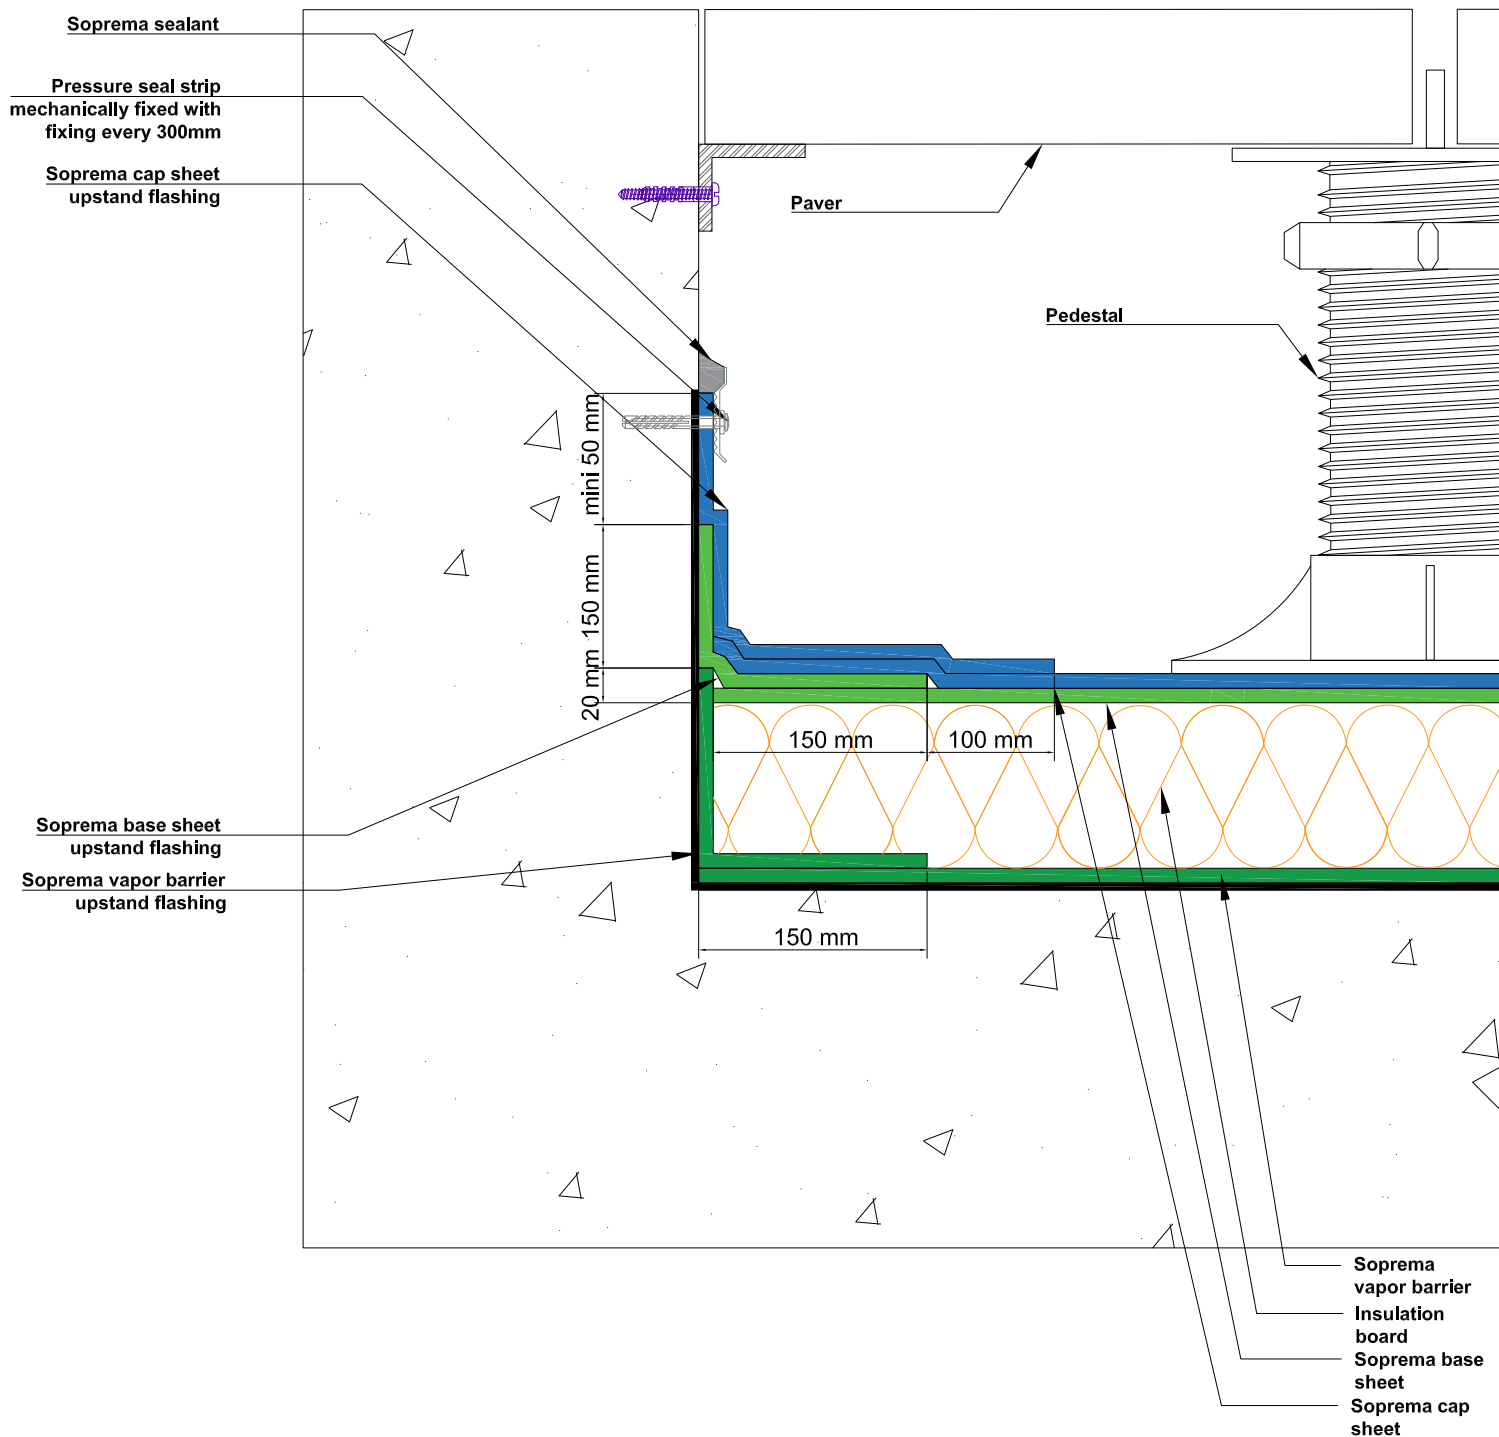 Soprema sealant
Pressure seal strip
mechanically fixed with
fixing every 300mm
Soprema cap sheet
upstand flashing
Paver
Pedestal
mini 50 mm
150 mm
20 mm
150 mm
100 mm
Soprema base sheet
upstand flashing
Soprema vapor barrier
upstand flashing
150 mm
Soprema
vapor barrier
Insulation
board
Soprema base
sheet
Soprema cap
sheet